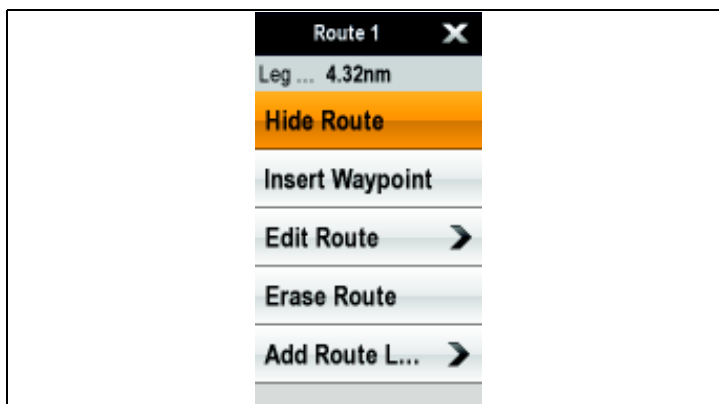 Route 1
Leg ... 4.32nm
Hide Route
Insert Waypoint
Edit Route
Erase Route
Add Route L...